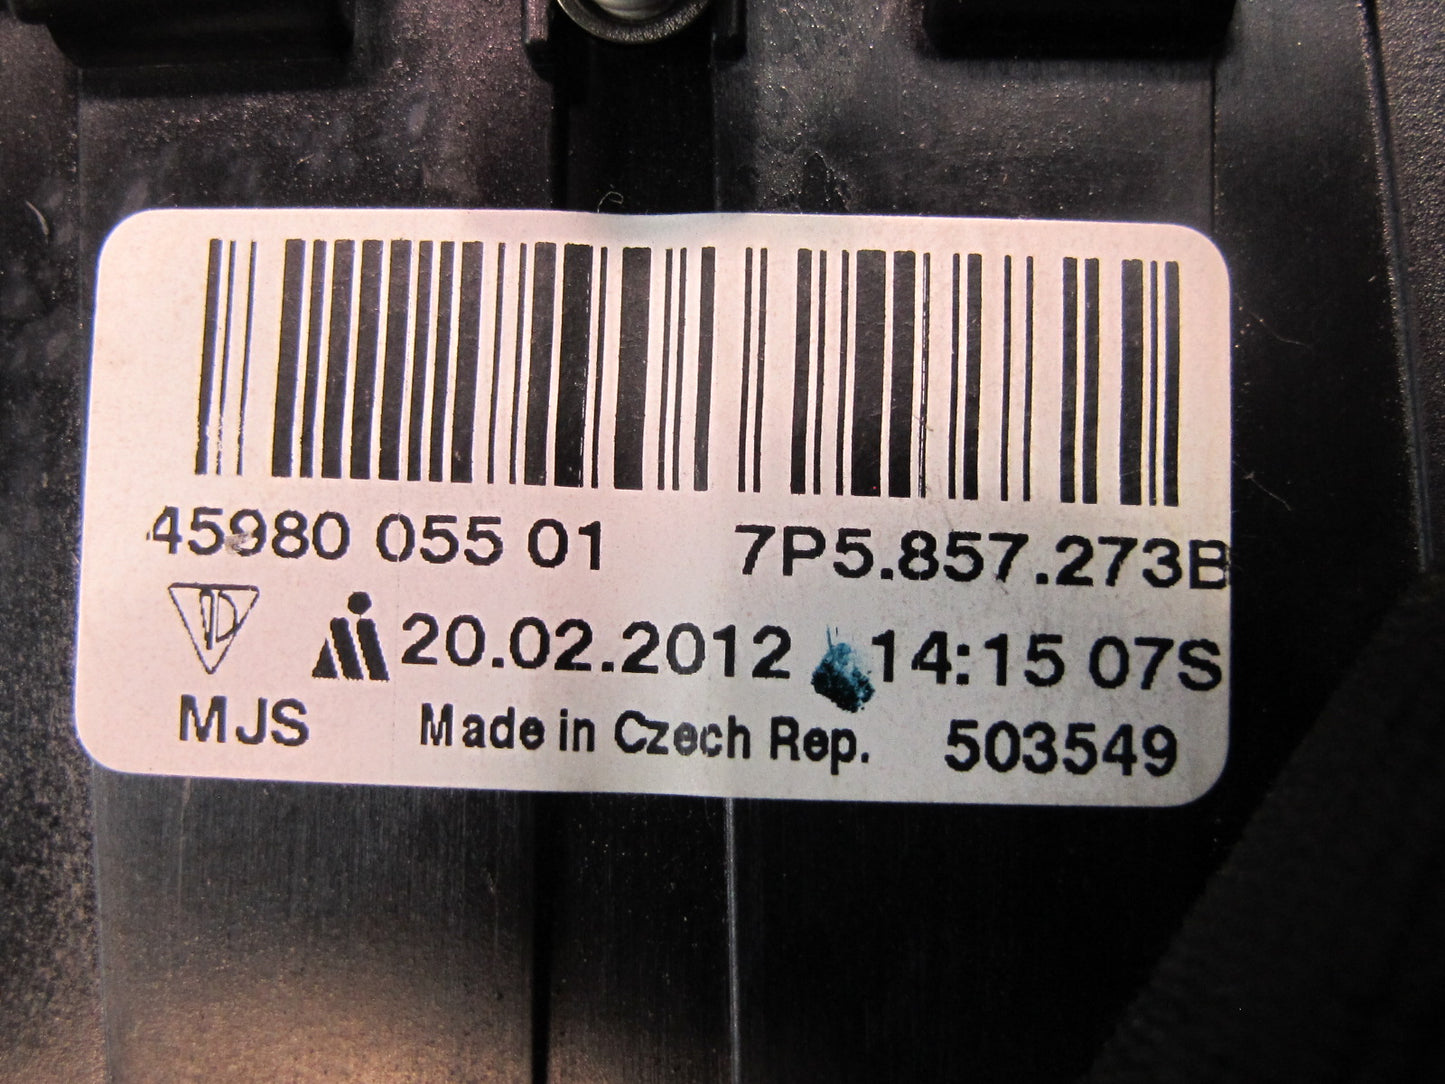 45980 055 01 7P5.857.273B
20.02.2012 14:15 07S
MJS Made in Czech Rep. 503549